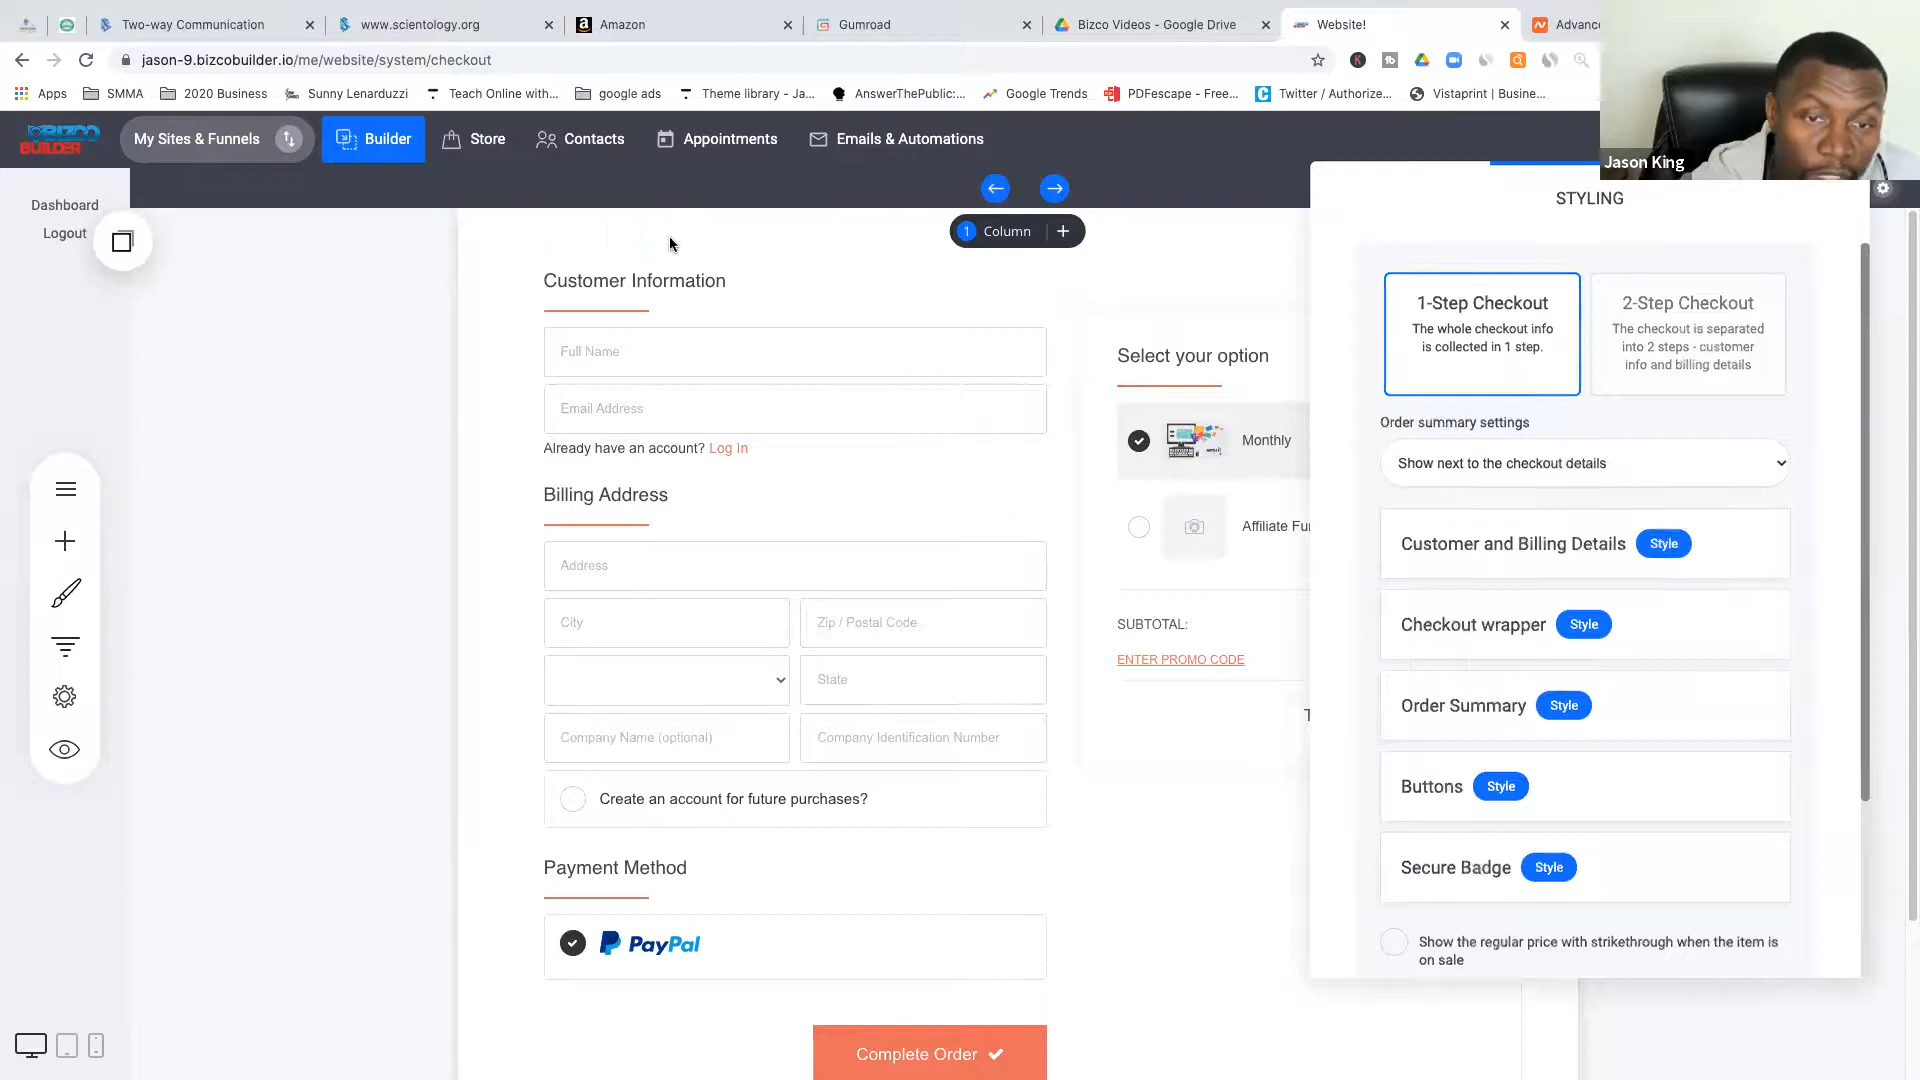 Two-way Communication
www.scientology.org
Amazon
Gumroad
Bizco Videos - Google Drive
Website!
Advanc
jason-9.bizcobuilder.io/me/website/system/checkout
Apps
SMMA
2020 Business
Sunny Lenarduzzi
Teach Online with...
google ads
Theme library - Ja...
AnswerThePublic:...
Google Trends
PDFescape - Free...
Twitter / Authorize...
Vistaprint | Busine...
BIZCO
BUILDER
My Sites & Funnels
Builder
Store
Contacts
Appointments
Emails & Automations
Jason King
Dashboard
Logout
1 Column +
STYLING
Customer Information
Full Name
Email Address
Already have an account? Log In
Billing Address
Address
City
Zip / Postal Code
State
Company Name (optional)
Company Identification Number
Create an account for future purchases?
Payment Method
PayPal
Complete Order
Select your option
Monthly
Affiliate Fu
SUBTOTAL:
ENTER PROMO CODE
T
1-Step Checkout
The whole checkout info
is collected in 1 step.
2-Step Checkout
The checkout is separated
into 2 steps - customer
info and billing details
Order summary settings
Show next to the checkout details
Customer and Billing Details Style
Checkout wrapper Style
Order Summary Style
Buttons Style
Secure Badge Style
Show the regular price with strikethrough when the item is
on sale